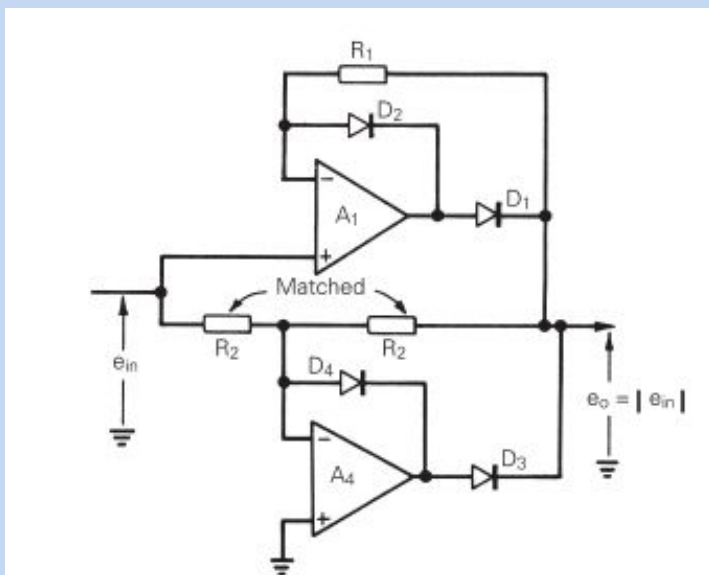 R₁
D₂
−
A₁
D₁
+
Matched
R₂
R₂
eᵢₙ
D₄
eₒ = | eᵢₙ |
−
A₄
D₃
+